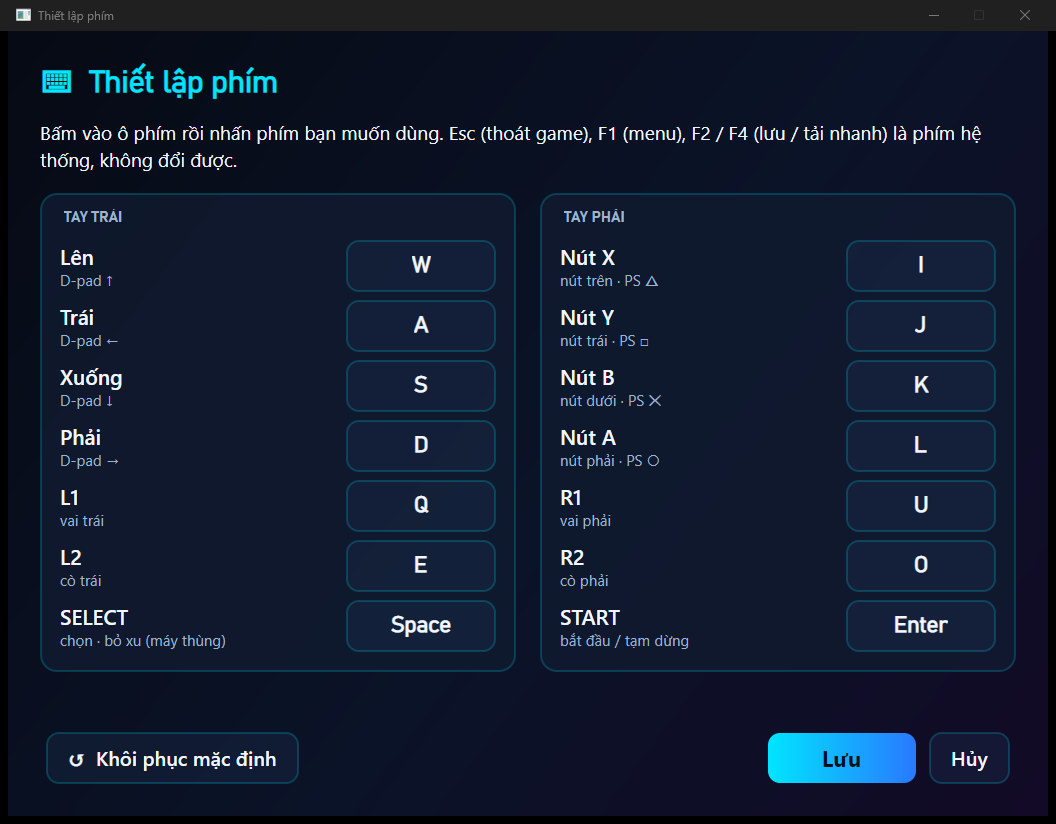 Thiết lập phím
Thiết lập phím
Bấm vào ô phím rồi nhấn phím bạn muốn dùng. Esc (thoát game), F1 (menu), F2 / F4 (lưu / tải nhanh) là phím hệ
thống, không đổi được.
TAY TRÁI
Lên
D-pad ↑
W
Trái
D-pad ←
A
Xuống
D-pad ↓
S
Phải
D-pad →
D
L1
vai trái
Q
L2
cò trái
E
SELECT
chọn · bỏ xu (máy thùng)
Space
TAY PHẢI
Nút X
nút trên · PS △
I
Nút Y
nút trái · PS □
J
Nút B
nút dưới · PS ✕
K
Nút A
nút phải · PS ○
L
R1
vai phải
U
R2
cò phải
O
START
bắt đầu / tạm dừng
Enter
↺ Khôi phục mặc định
Lưu
Hủy